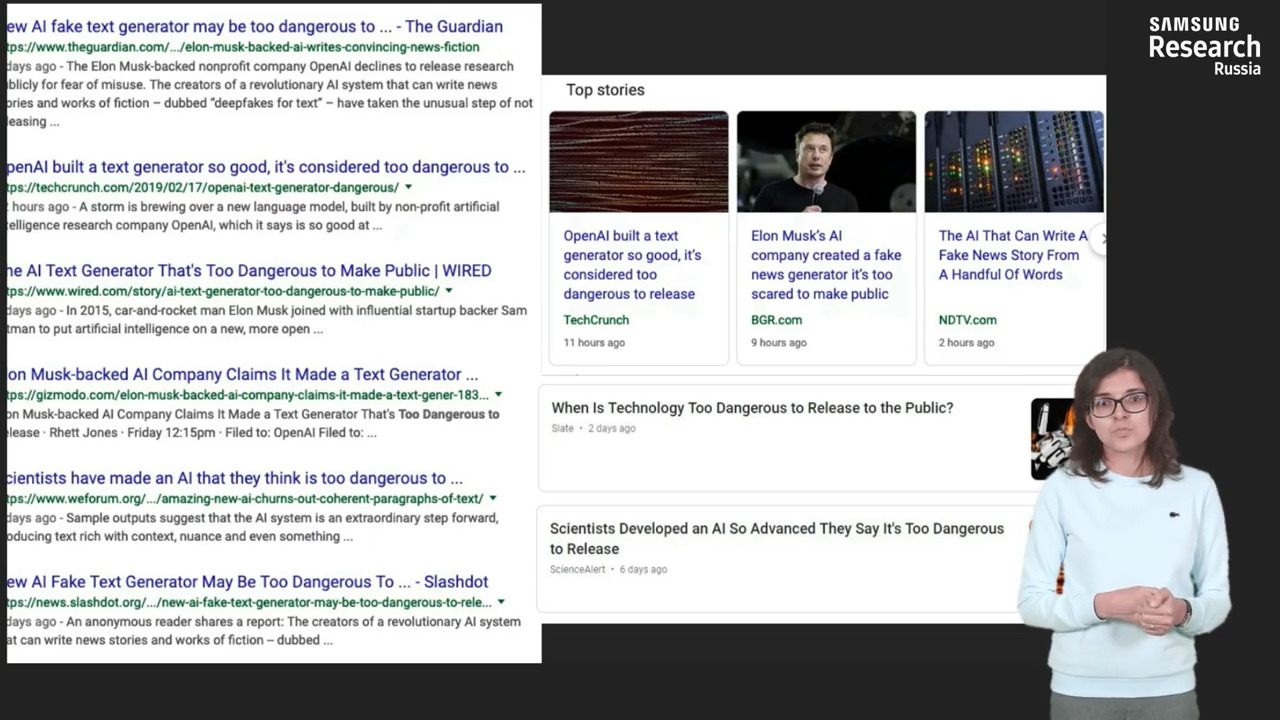 SAMSUNG
Research
Russia
ew AI fake text generator may be too dangerous to ... - The Guardian
tps://www.theguardian.com/.../elon-musk-backed-ai-writes-convincing-news-fiction
days ago - The Elon Musk-backed nonprofit company OpenAI declines to release research
ublicly for fear of misuse. The creators of a revolutionary AI system that can write news
ories and works of fiction – dubbed “deepfakes for text” – have taken the unusual step of not
easing ...
penAI built a text generator so good, it's considered too dangerous to ...
tps://techcrunch.com/2019/02/17/openai-text-generator-dangerous/
hours ago - A storm is brewing over a new language model, built by non-profit artificial
telligence research company OpenAI, which it says is so good at ...
he AI Text Generator That's Too Dangerous to Make Public | WIRED
tps://www.wired.com/story/ai-text-generator-too-dangerous-to-make-public/
days ago - In 2015, car-and-rocket man Elon Musk joined with influential startup backer Sam
tman to put artificial intelligence on a new, more open ...
on Musk-backed AI Company Claims It Made a Text Generator ...
tps://gizmodo.com/elon-musk-backed-ai-company-claims-it-made-a-text-gener-183...
on Musk-backed AI Company Claims It Made a Text Generator That's Too Dangerous to
elease · Rhett Jones · Friday 12:15pm · Filed to: OpenAI Filed to: ...
cientists have made an AI that they think is too dangerous to ...
tps://www.weforum.org/.../amazing-new-ai-churns-out-coherent-paragraphs-of-text/
days ago - Sample outputs suggest that the AI system is an extraordinary step forward,
oducing text rich with context, nuance and even something ...
ew AI Fake Text Generator May Be Too Dangerous To ... - Slashdot
tps://news.slashdot.org/.../new-ai-fake-text-generator-may-be-too-dangerous-to-rele...
days ago - An anonymous reader shares a report: The creators of a revolutionary AI system
at can write news stories and works of fiction – dubbed ...
Top stories
OpenAI built a text
generator so good, it's
considered too
dangerous to release
TechCrunch
11 hours ago
Elon Musk's AI
company created a fake
news generator it's too
scared to make public
BGR.com
9 hours ago
The AI That Can Write A
Fake News Story From
A Handful Of Words
NDTV.com
2 hours ago
When Is Technology Too Dangerous to Release to the Public?
Slate • 2 days ago
Scientists Developed an AI So Advanced They Say It's Too Dangerous
to Release
ScienceAlert • 6 days ago